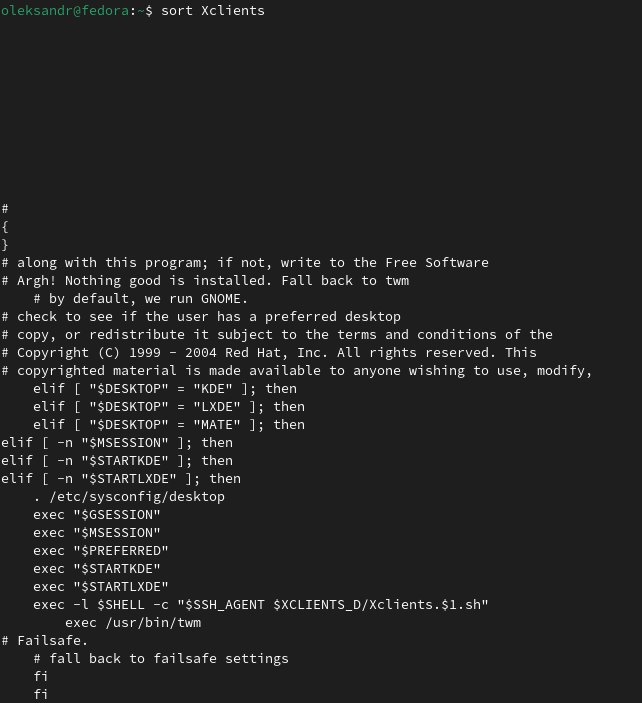 oleksandr@fedora:~$ sort Xclients
#
{
}
# along with this program; if not, write to the Free Software
# Argh! Nothing good is installed. Fall back to twm
    # by default, we run GNOME.
# check to see if the user has a preferred desktop
# copy, or redistribute it subject to the terms and conditions of the
# Copyright (C) 1999 - 2004 Red Hat, Inc. All rights reserved. This
# copyrighted material is made available to anyone wishing to use, modify,
    elif [ "$DESKTOP" = "KDE" ]; then
    elif [ "$DESKTOP" = "LXDE" ]; then
    elif [ "$DESKTOP" = "MATE" ]; then
elif [ -n "$MSESSION" ]; then
elif [ -n "$STARTKDE" ]; then
elif [ -n "$STARTLXDE" ]; then
    . /etc/sysconfig/desktop
    exec "$GSESSION"
    exec "$MSESSION"
    exec "$PREFERRED"
    exec "$STARTKDE"
    exec "$STARTLXDE"
    exec -l $SHELL -c "$SSH_AGENT $XCLIENTS_D/Xclients.$1.sh"
        exec /usr/bin/twm
# Failsafe.
    # fall back to failsafe settings
    fi
    fi